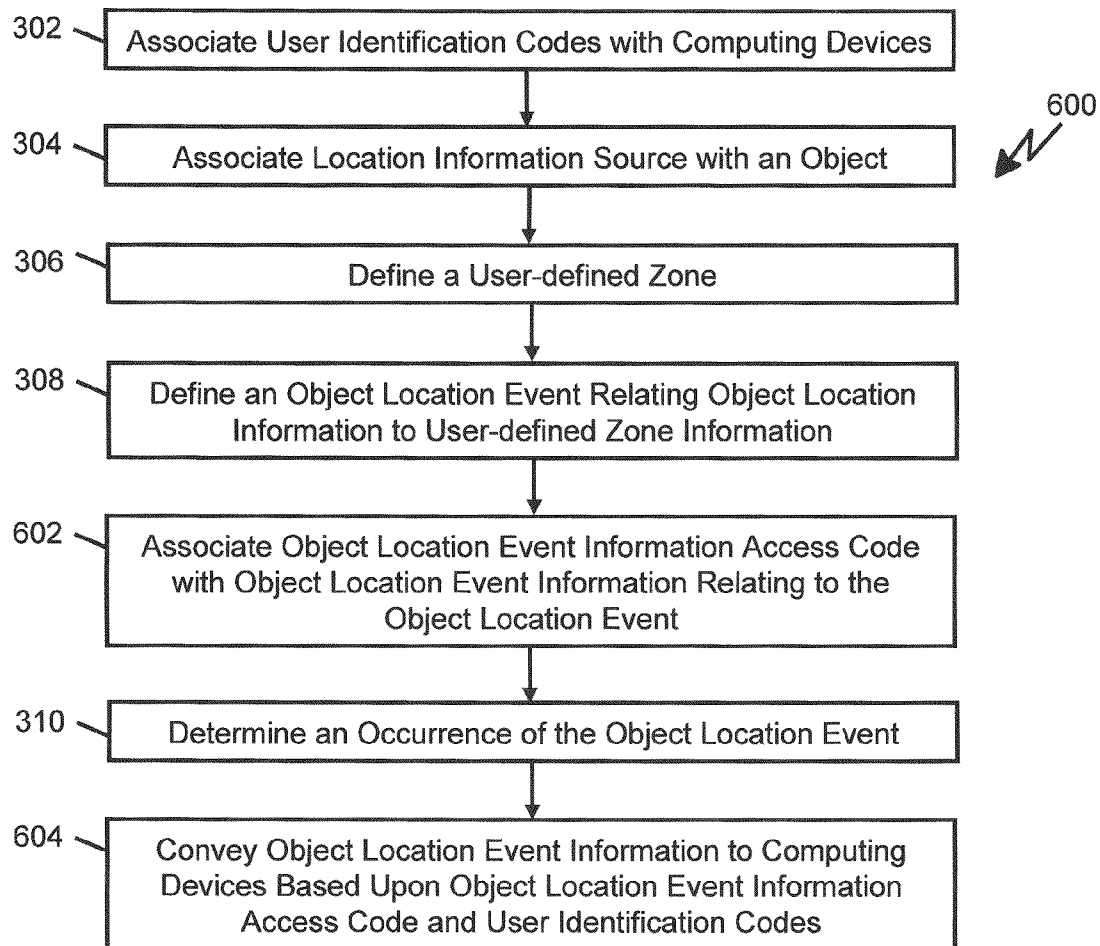 302
Associate User Identification Codes with Computing Devices
600
304
Associate Location Information Source with an Object
306
Define a User-defined Zone
308
Define an Object Location Event Relating Object Location
Information to User-defined Zone Information
602
Associate Object Location Event Information Access Code
with Object Location Event Information Relating to the
Object Location Event
310
Determine an Occurrence of the Object Location Event
604
Convey Object Location Event Information to Computing
Devices Based Upon Object Location Event Information
Access Code and User Identification Codes